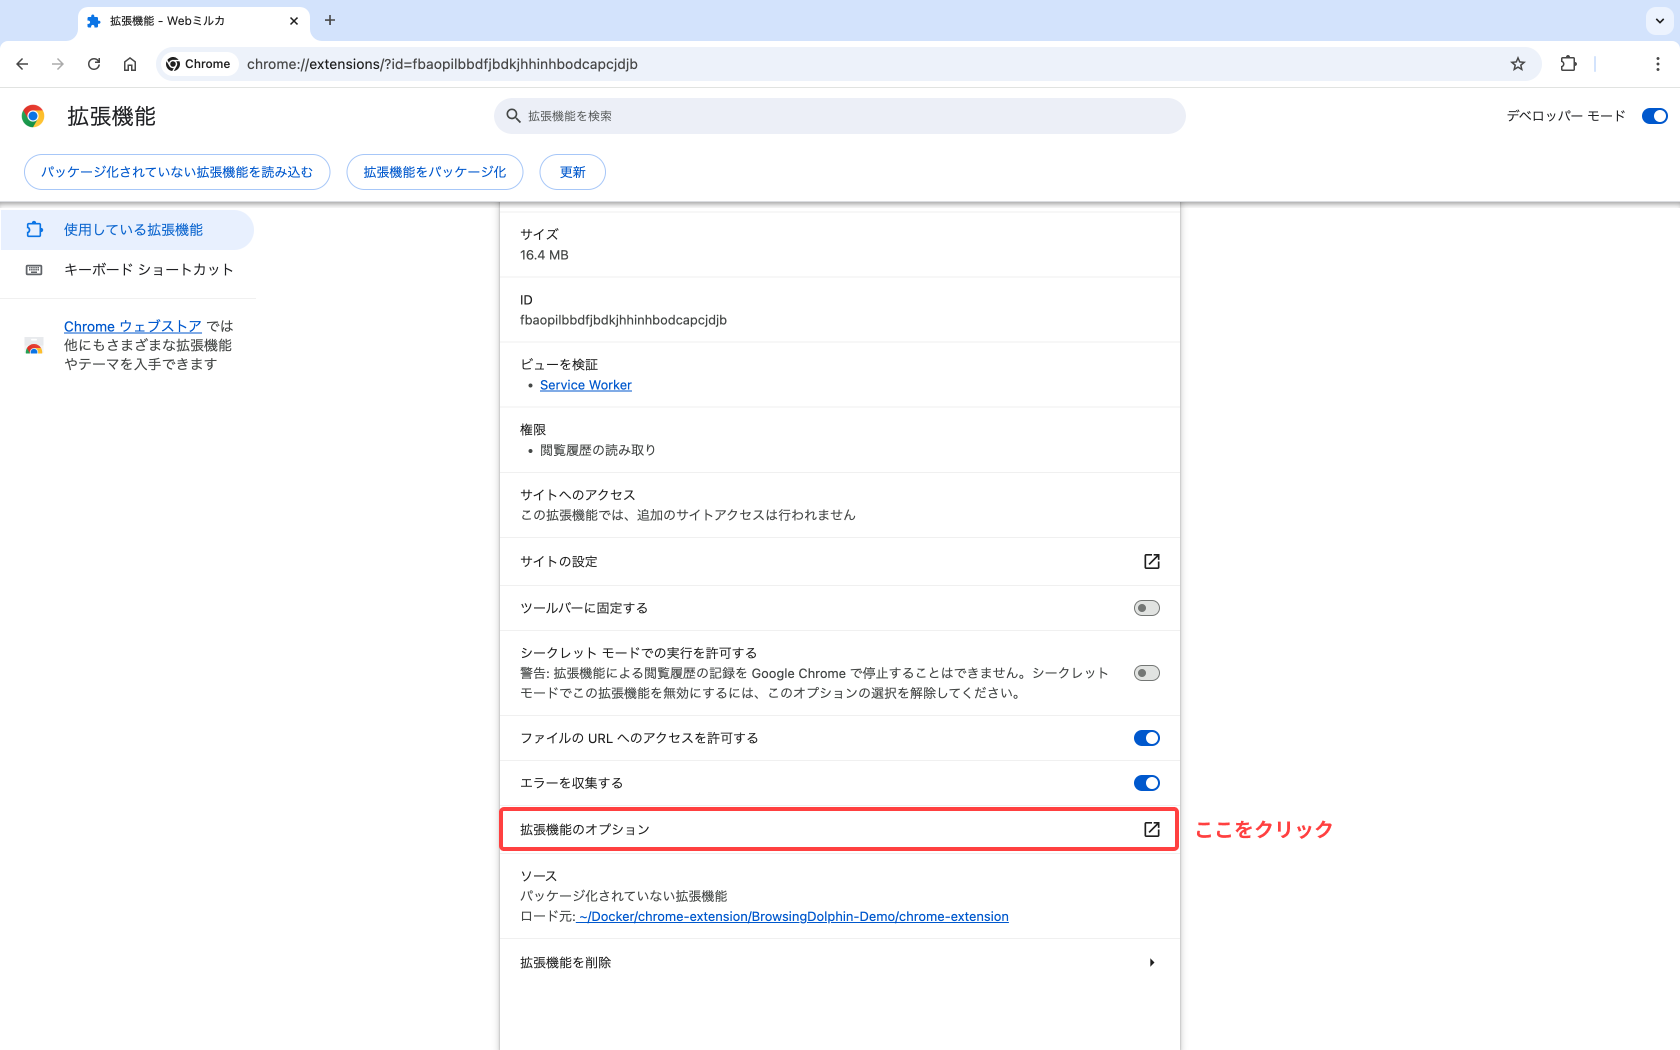 拡張機能 - Webミルカ
Chrome
chrome://extensions/?id=fbaopilbbdfjbdkjhhinhbodcapcjdjb
拡張機能
拡張機能を検索
デベロッパー モード
パッケージ化されていない拡張機能を読み込む
拡張機能をパッケージ化
更新
使用している拡張機能
キーボード ショートカット
Chrome ウェブストア では
他にもさまざまな拡張機能
やテーマを入手できます
サイズ
16.4 MB
ID
fbaopilbbdfjbdkjhhinhbodcapcjdjb
ビューを検証
• Service Worker
権限
• 閲覧履歴の読み取り
サイトへのアクセス
この拡張機能では、追加のサイトアクセスは行われません
サイトの設定
ツールバーに固定する
シークレット モードでの実行を許可する
警告: 拡張機能による閲覧履歴の記録を Google Chrome で停止することはできません。シークレット
モードでこの拡張機能を無効にするには、このオプションの選択を解除してください。
ファイルの URL へのアクセスを許可する
エラーを収集する
拡張機能のオプション
ここをクリック
ソース
パッケージ化されていない拡張機能
ロード元: ~/Docker/chrome-extension/BrowsingDolphin-Demo/chrome-extension
拡張機能を削除